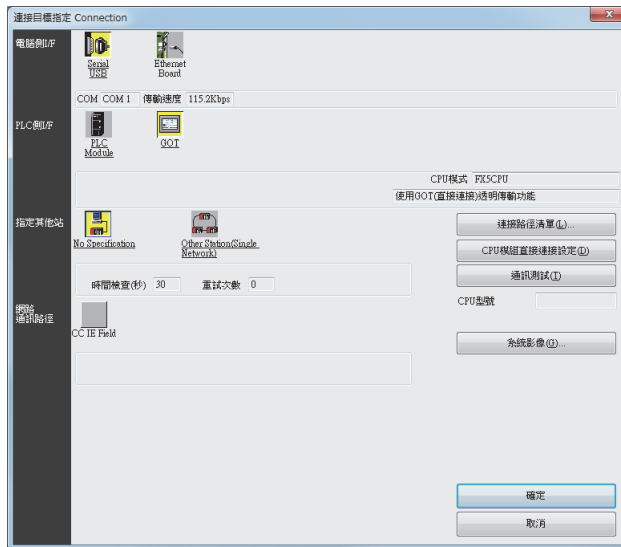 連接目標指定 Connection
電腦側I/F
Serial
USB
Ethernet
Board
COM COM 1 傳輸速度 115.2Kbps
PLC側I/F
PLC
Module
GOT
CPU模式 FX5CPU
使用GOT(直接連接)透明傳輸功能
指定其他站
No Specification
Other Station(Single
Network)
連接路徑清單(L)...
CPU模組直接連接設定(D)
時間檢查(秒) 30 重試次數 0
通訊測試(T)
CPU型號
網路
通訊路徑
CC IE Field
系統影像(G)...
確定
取消